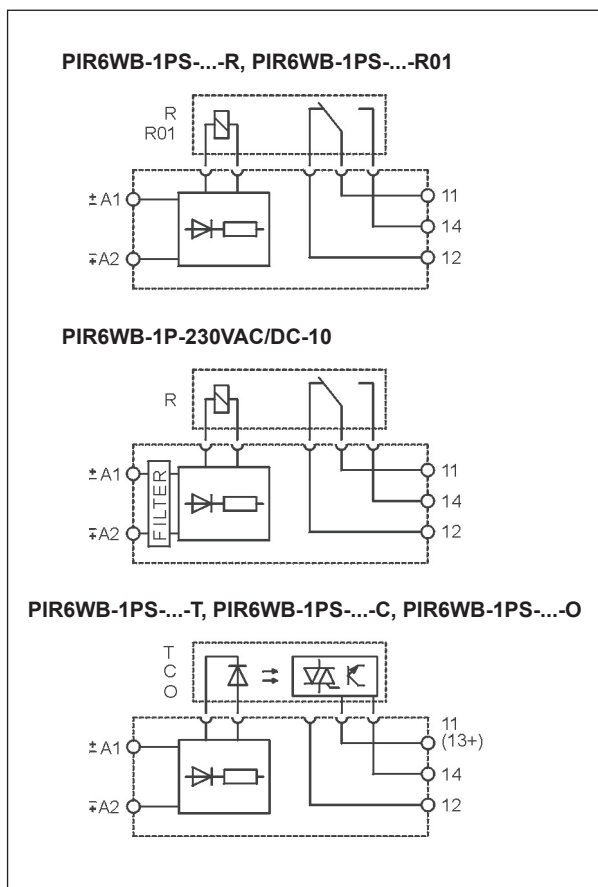 PIR6WB-1PS-...-R, PIR6WB-1PS-...-R01
R
R01
± A1
∓ A2
11
14
12
PIR6WB-1P-230VAC/DC-10
R
± A1
∓ A2
FILTER
11
14
12
PIR6WB-1PS-...-T, PIR6WB-1PS-...-C, PIR6WB-1PS-...-O
T
C
O
± A1
∓ A2
11
(13+)
14
12